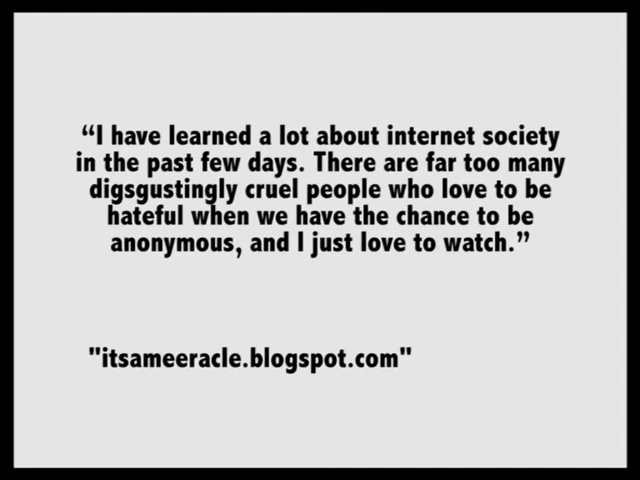 “I have learned a lot about internet society
in the past few days. There are far too many
digsgustingly cruel people who love to be
hateful when we have the chance to be
anonymous, and I just love to watch.”
"itsameeracle.blogspot.com"